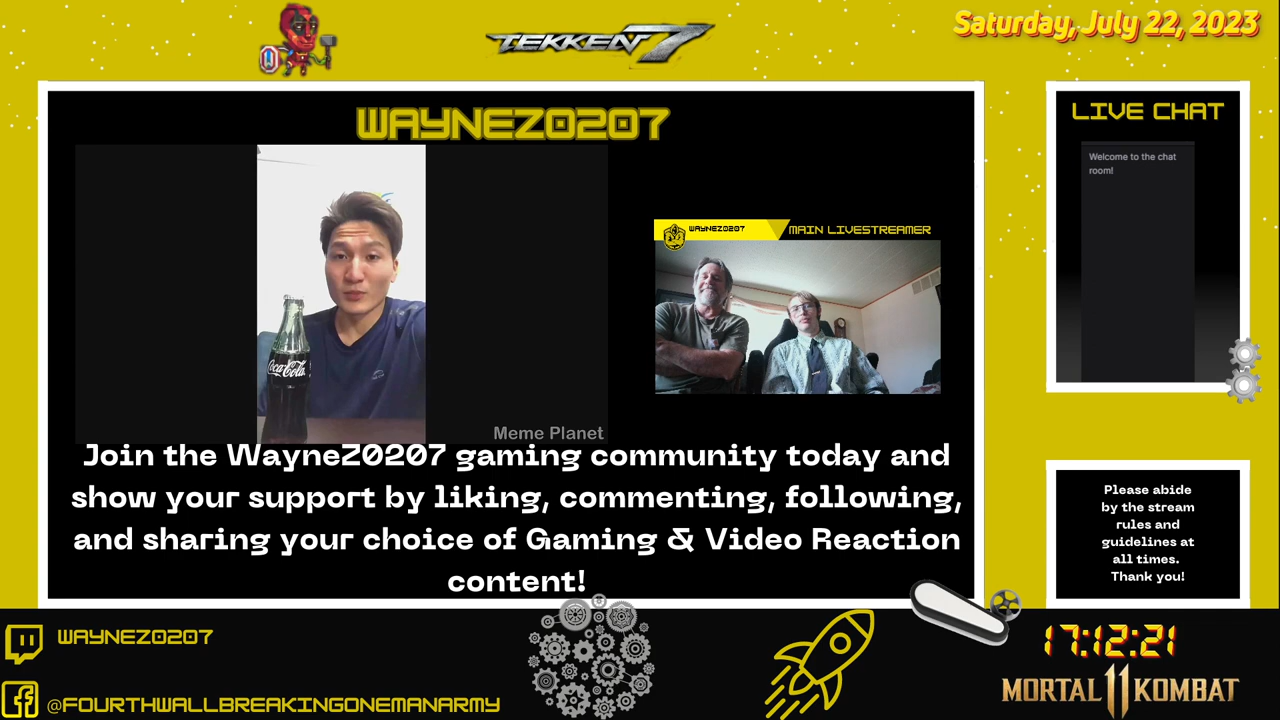 Saturday, July 22, 2023
TEKKEN 7
WAYNEZ0207
LIVE CHAT
Welcome to the chat
room!
WAYNEZ0207
MAIN LIVESTREAMER
Coca-Cola
Meme Planet
Join the WayneZ0207 gaming community today and
show your support by liking, commenting, following,
and sharing your choice of Gaming & Video Reaction
content!
Please abide
by the stream
rules and
guidelines at
all times.
Thank you!
WAYNEZ0207
@FOURTHWALLBREAKINGONEMANARMY
17:12:21
MORTAL KOMBAT 11